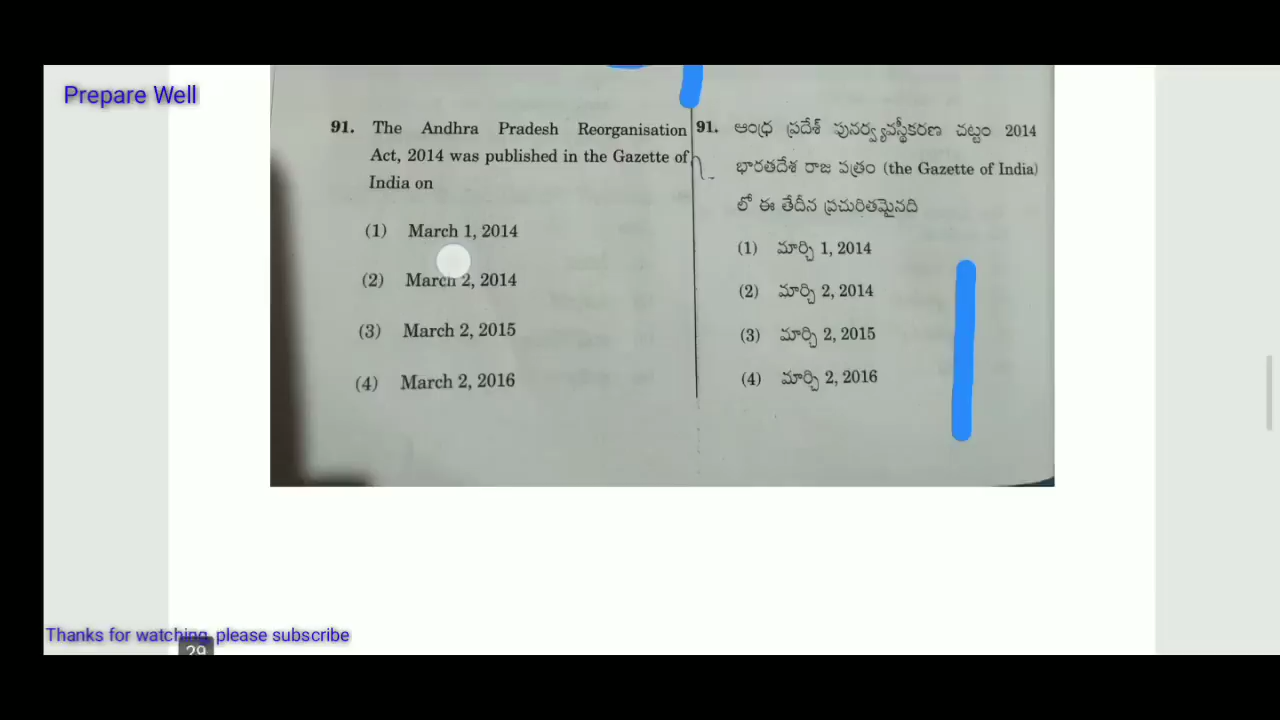 Prepare Well
91. The Andhra Pradesh Reorganisation
Act, 2014 was published in the Gazette of
India on
(1) March 1, 2014
(2) March 2, 2014
(3) March 2, 2015
(4) March 2, 2016
91. ఆంధ్ర ప్రదేశ్ పునర్వ్యవస్థీకరణ చట్టం 2014
భారతదేశ రాజ పత్రం (the Gazette of India)
లో ఈ తేదీన ప్రచురితమైనది
(1) మార్చి 1, 2014
(2) మార్చి 2, 2014
(3) మార్చి 2, 2015
(4) మార్చి 2, 2016
Thanks for watching, please subscribe
29